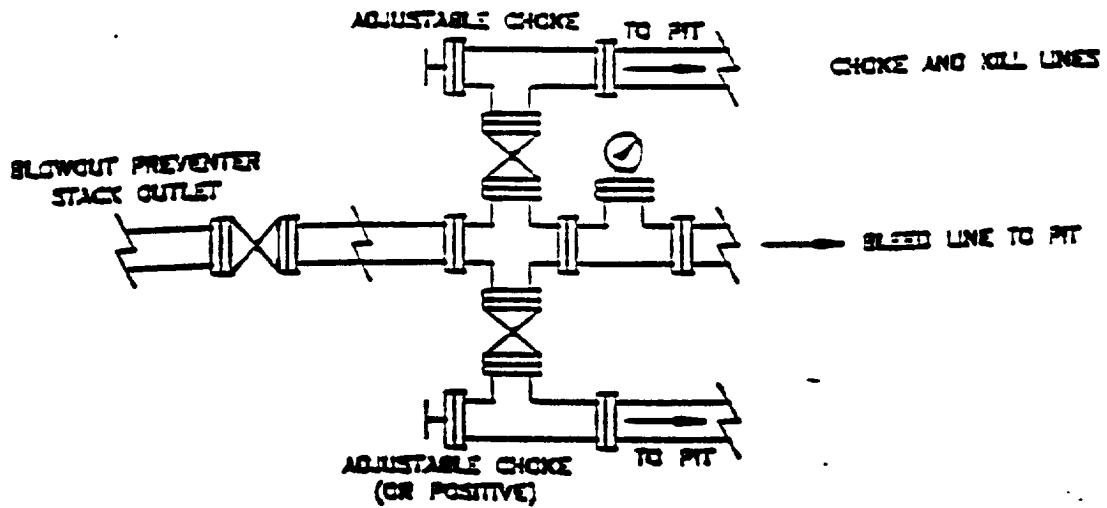 ADJUSTABLE CHOKE
TO PIT
CHOKE AND KILL LINES
BLOWOUT PREVENTER
STACK OUTLET
BLEED LINE TO PIT
ADJUSTABLE CHOKE
(OR POSITIVE)
TO PIT